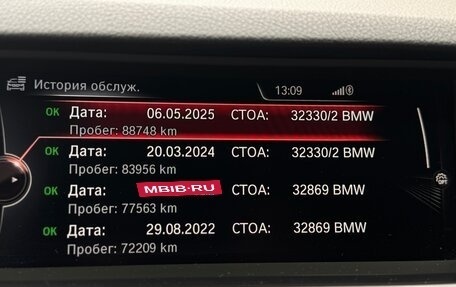 История обслуж.
13:09
OK Дата: 06.05.2025 СТОА: 32330/2 BMW
Пробег: 88748 km
OK Дата: 20.03.2024 СТОА: 32330/2 BMW
Пробег: 83956 km
OK Дата: MBIB-RU СТОА: 32869 BMW
Пробег: 77563 km
OK Дата: 29.08.2022 СТОА: 32869 BMW
Пробег: 72209 km